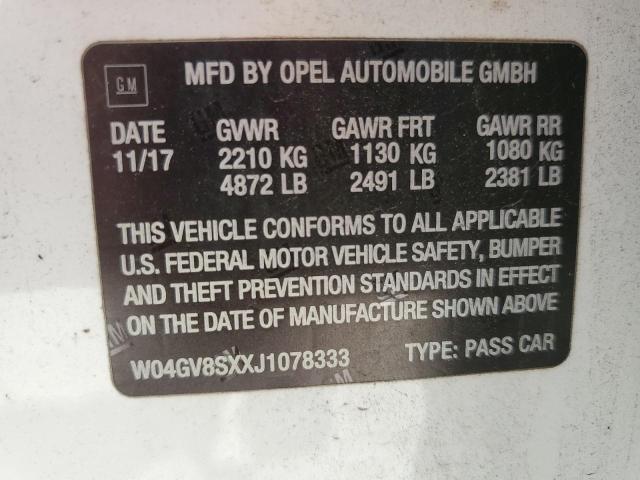 GM
MFD BY OPEL AUTOMOBILE GMBH
DATE GVWR GAWR FRT GAWR RR
11/17 2210 KG 1130 KG 1080 KG
4872 LB 2491 LB 2381 LB
THIS VEHICLE CONFORMS TO ALL APPLICABLE
U.S. FEDERAL MOTOR VEHICLE SAFETY, BUMPER
AND THEFT PREVENTION STANDARDS IN EFFECT
ON THE DATE OF MANUFACTURE SHOWN ABOVE
W04GV8SXXJ1078333 TYPE: PASS CAR